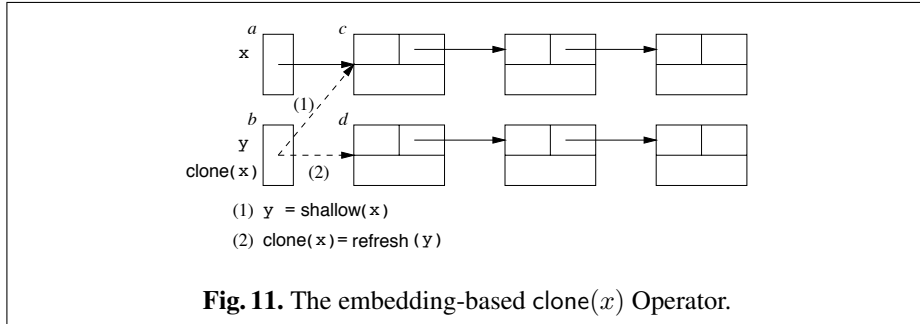 a c
x
(1)
b d
y
clone(x) (2)
(1) y = shallow(x)
(2) clone(x)= refresh (y)
Fig. 11. The embedding-based clone(x) Operator.